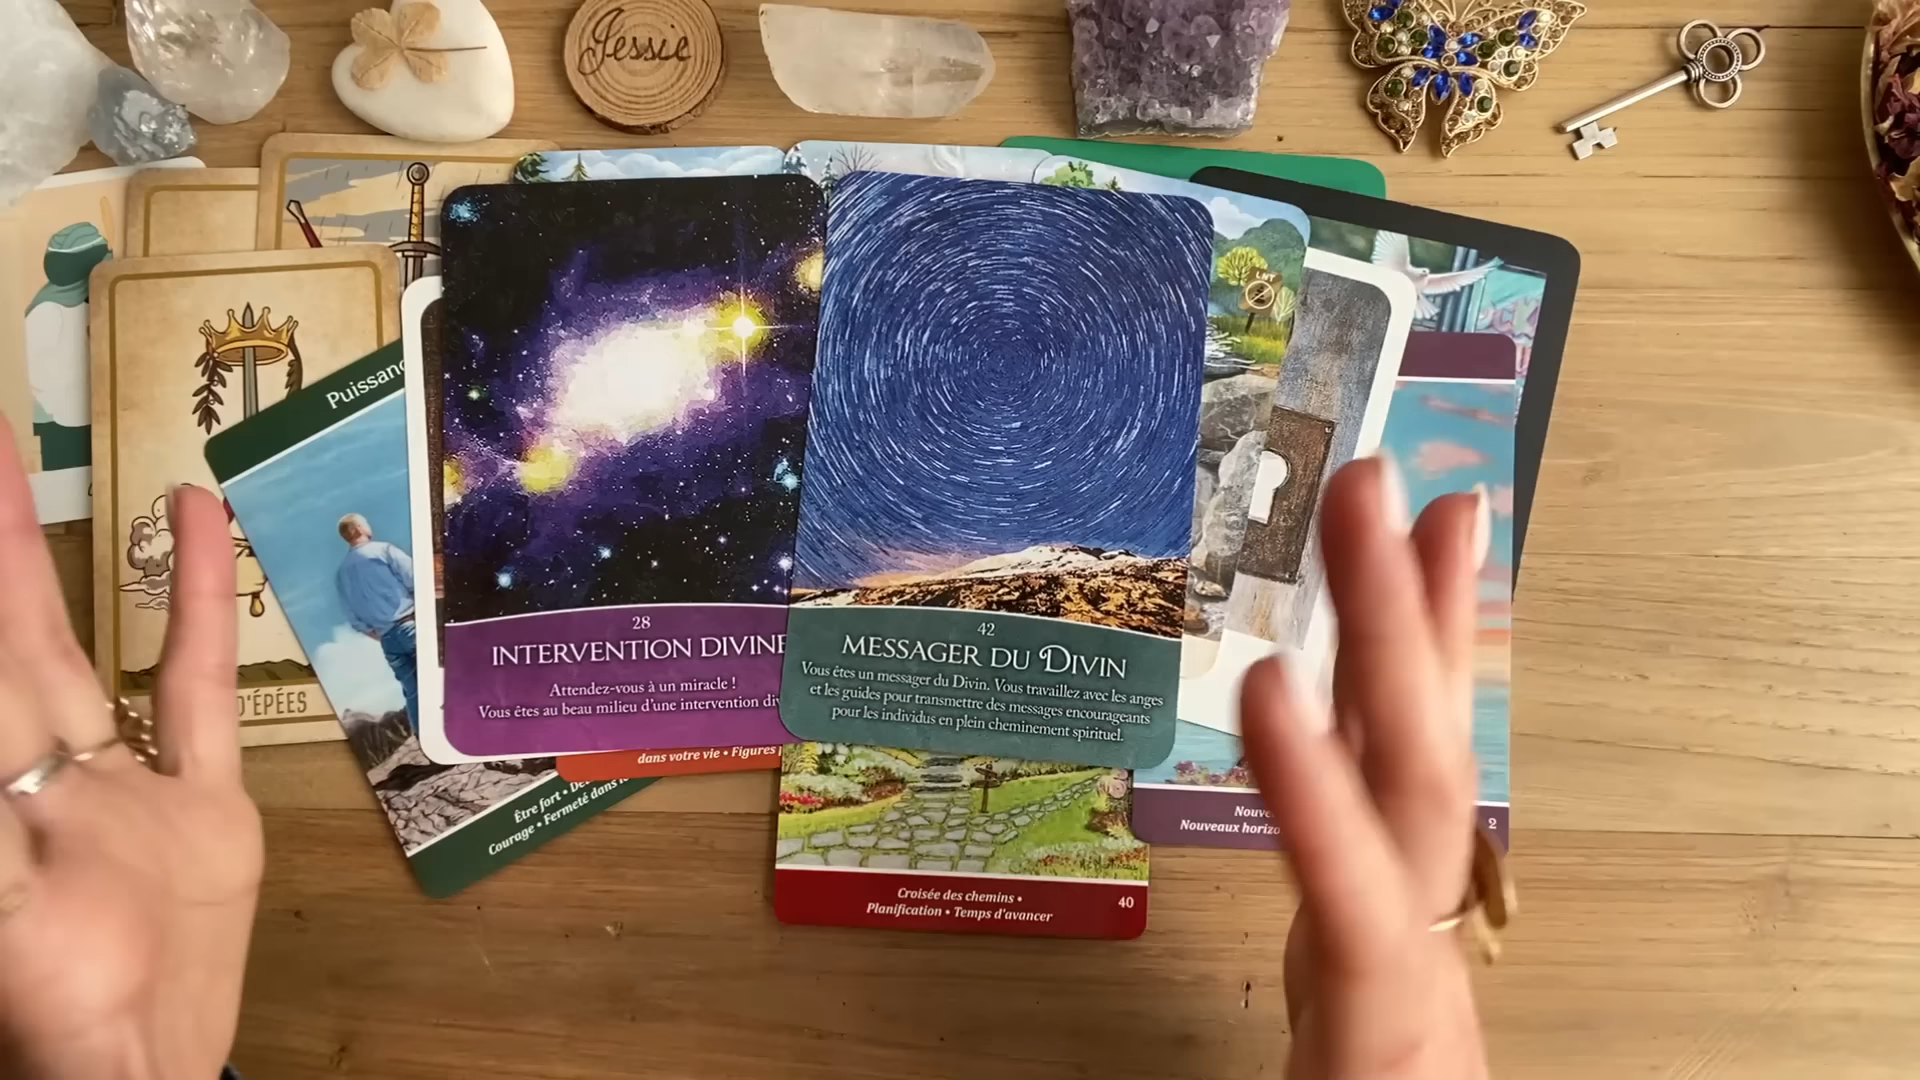 Jessie
LNT
Puissanc
28
INTERVENTION DIVINE
Attendez-vous à un miracle !
Vous êtes au beau milieu d'une intervention div
42
MESSAGER DU DIVIN
Vous êtes un messager du Divin. Vous travaillez avec les anges
et les guides pour transmettre des messages encourageants
pour les individus en plein cheminement spirituel.
D'ÉPÉES
dans votre vie • Figures
Être fort •
Courage • Fermeté dans
Nouve
Nouveaux horizo
2
Croisée des chemins •
Planification • Temps d'avancer
40